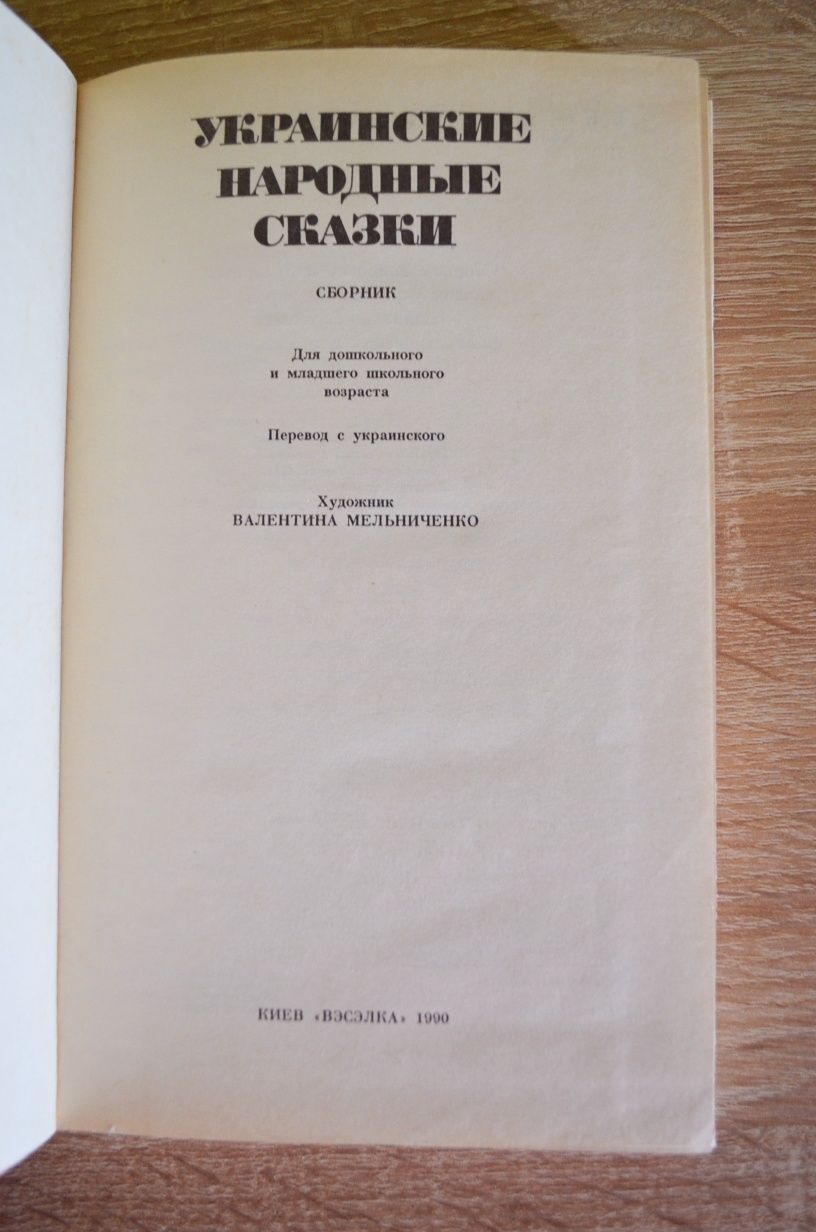 УКРАИНСКИЕ
НАРОДНЫЕ
СКАЗКИ
СБОРНИК
Для дошкольного
и младшего школьного
возраста
Перевод с украинского
Художник
ВАЛЕНТИНА МЕЛЬНИЧЕНКО
КИЕВ «ВЭСЭЛКА» 1990